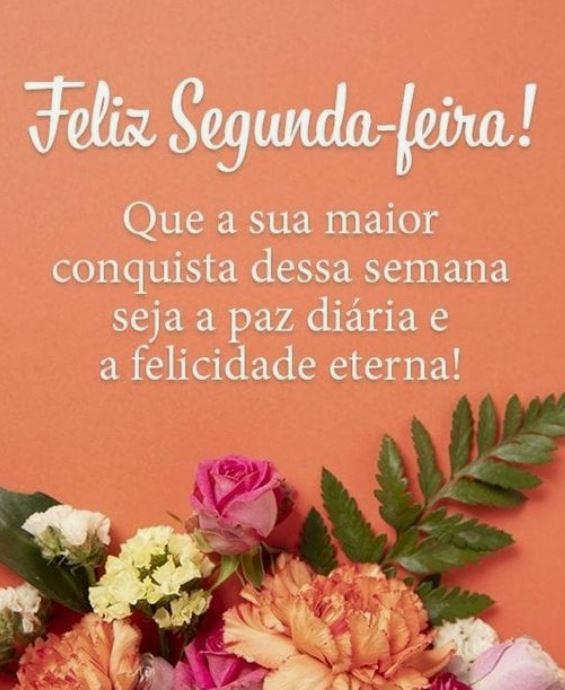 Feliz Segunda-feira!
Que a sua maior
conquista dessa semana
seja a paz diária e
a felicidade eterna!